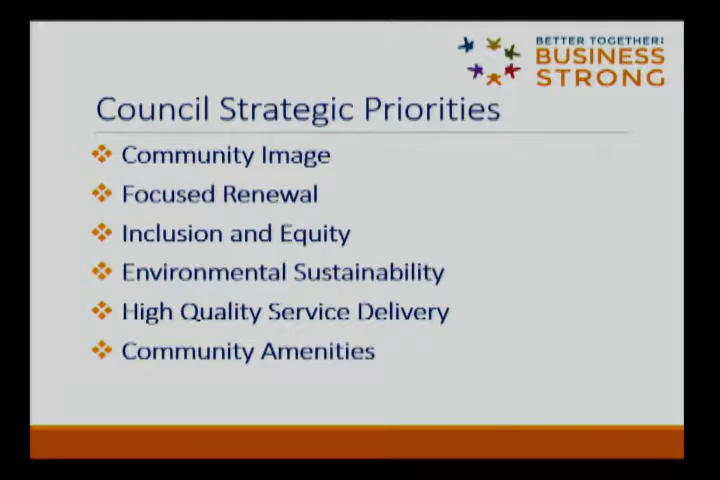 BETTER TOGETHER:
BUSINESS
STRONG
Council Strategic Priorities
Community Image
Focused Renewal
Inclusion and Equity
Environmental Sustainability
High Quality Service Delivery
Community Amenities